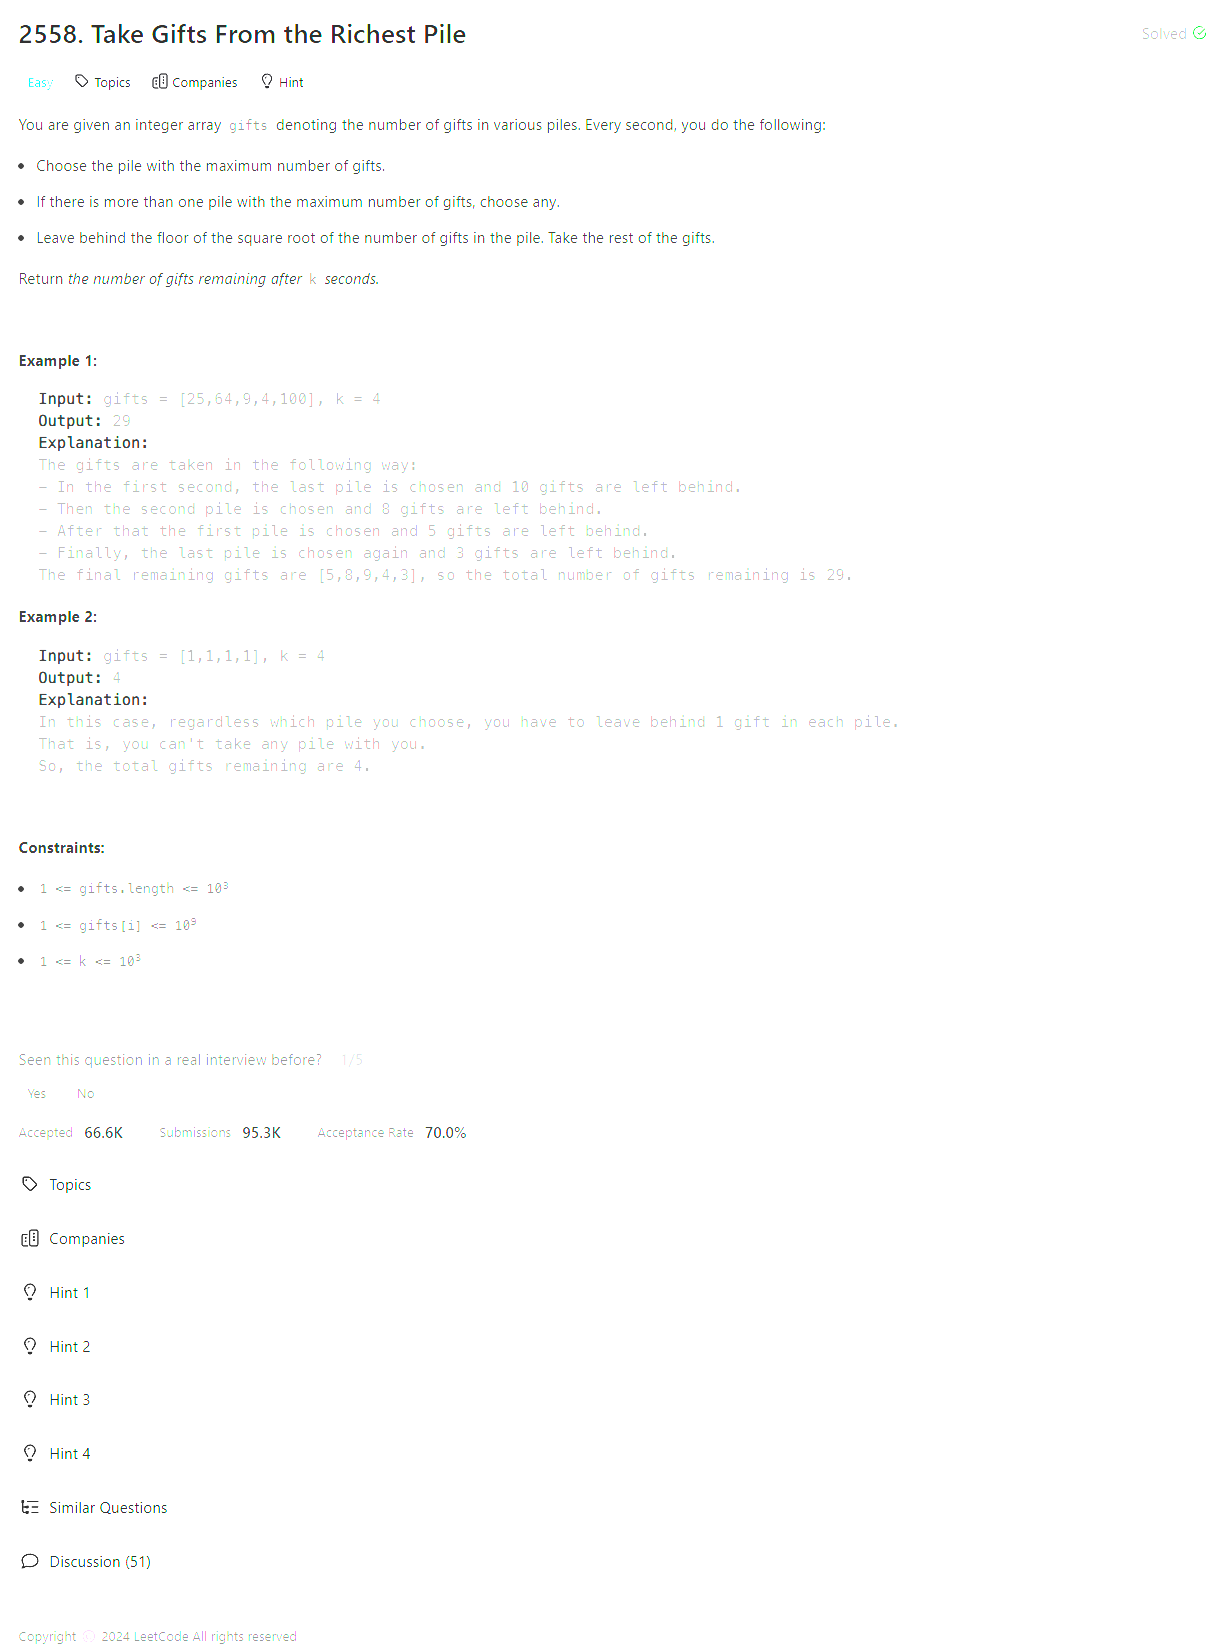 2558. Take Gifts From the Richest Pile
Solved
Easy Topics Companies Hint
You are given an integer array gifts denoting the number of gifts in various piles. Every second, you do the following:
Choose the pile with the maximum number of gifts.
If there is more than one pile with the maximum number of gifts, choose any.
Leave behind the floor of the square root of the number of gifts in the pile. Take the rest of the gifts.
Return the number of gifts remaining after k seconds.
Example 1:
Input: gifts = [25,64,9,4,100], k = 4
Output: 29
Explanation:
The gifts are taken in the following way:
- In the first second, the last pile is chosen and 10 gifts are left behind.
- Then the second pile is chosen and 8 gifts are left behind.
- After that the first pile is chosen and 5 gifts are left behind.
- Finally, the last pile is chosen again and 3 gifts are left behind.
The final remaining gifts are [5,8,9,4,3], so the total number of gifts remaining is 29.
Example 2:
Input: gifts = [1,1,1,1], k = 4
Output: 4
Explanation:
In this case, regardless which pile you choose, you have to leave behind 1 gift in each pile.
That is, you can't take any pile with you.
So, the total gifts remaining are 4.
Constraints:
1 <= gifts.length <= 10³
1 <= gifts[i] <= 10⁹
1 <= k <= 10³
Seen this question in a real interview before? 1/5
Yes No
Accepted 66.6K Submissions 95.3K Acceptance Rate 70.0%
Topics
Companies
Hint 1
Hint 2
Hint 3
Hint 4
Similar Questions
Discussion (51)
Copyright © 2024 LeetCode All rights reserved